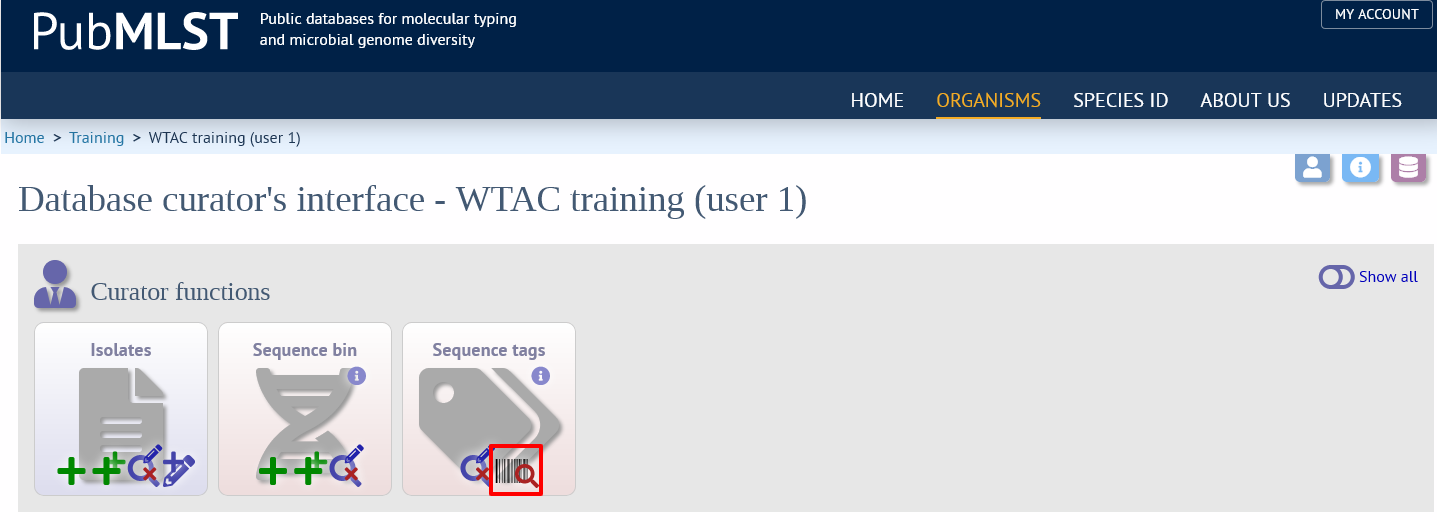 PubMLST
Public databases for molecular typing
and microbial genome diversity
MY ACCOUNT
HOME ORGANISMS SPECIES ID ABOUT US UPDATES
Home > Training > WTAC training (user 1)
Database curator's interface - WTAC training (user 1)
Curator functions
Show all
Isolates
Sequence bin
Sequence tags